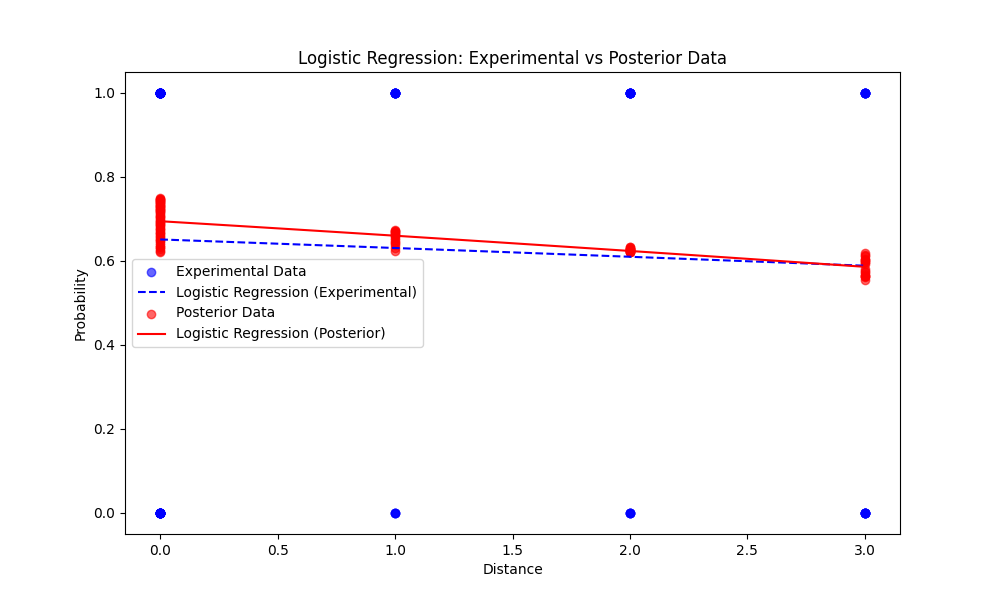 Logistic Regression: Experimental vs Posterior Data
Probability
1.0
0.8
0.6
0.4
0.2
0.0
Experimental Data
Logistic Regression (Experimental)
Posterior Data
Logistic Regression (Posterior)
0.0 0.5 1.0 1.5 2.0 2.5 3.0
Distance